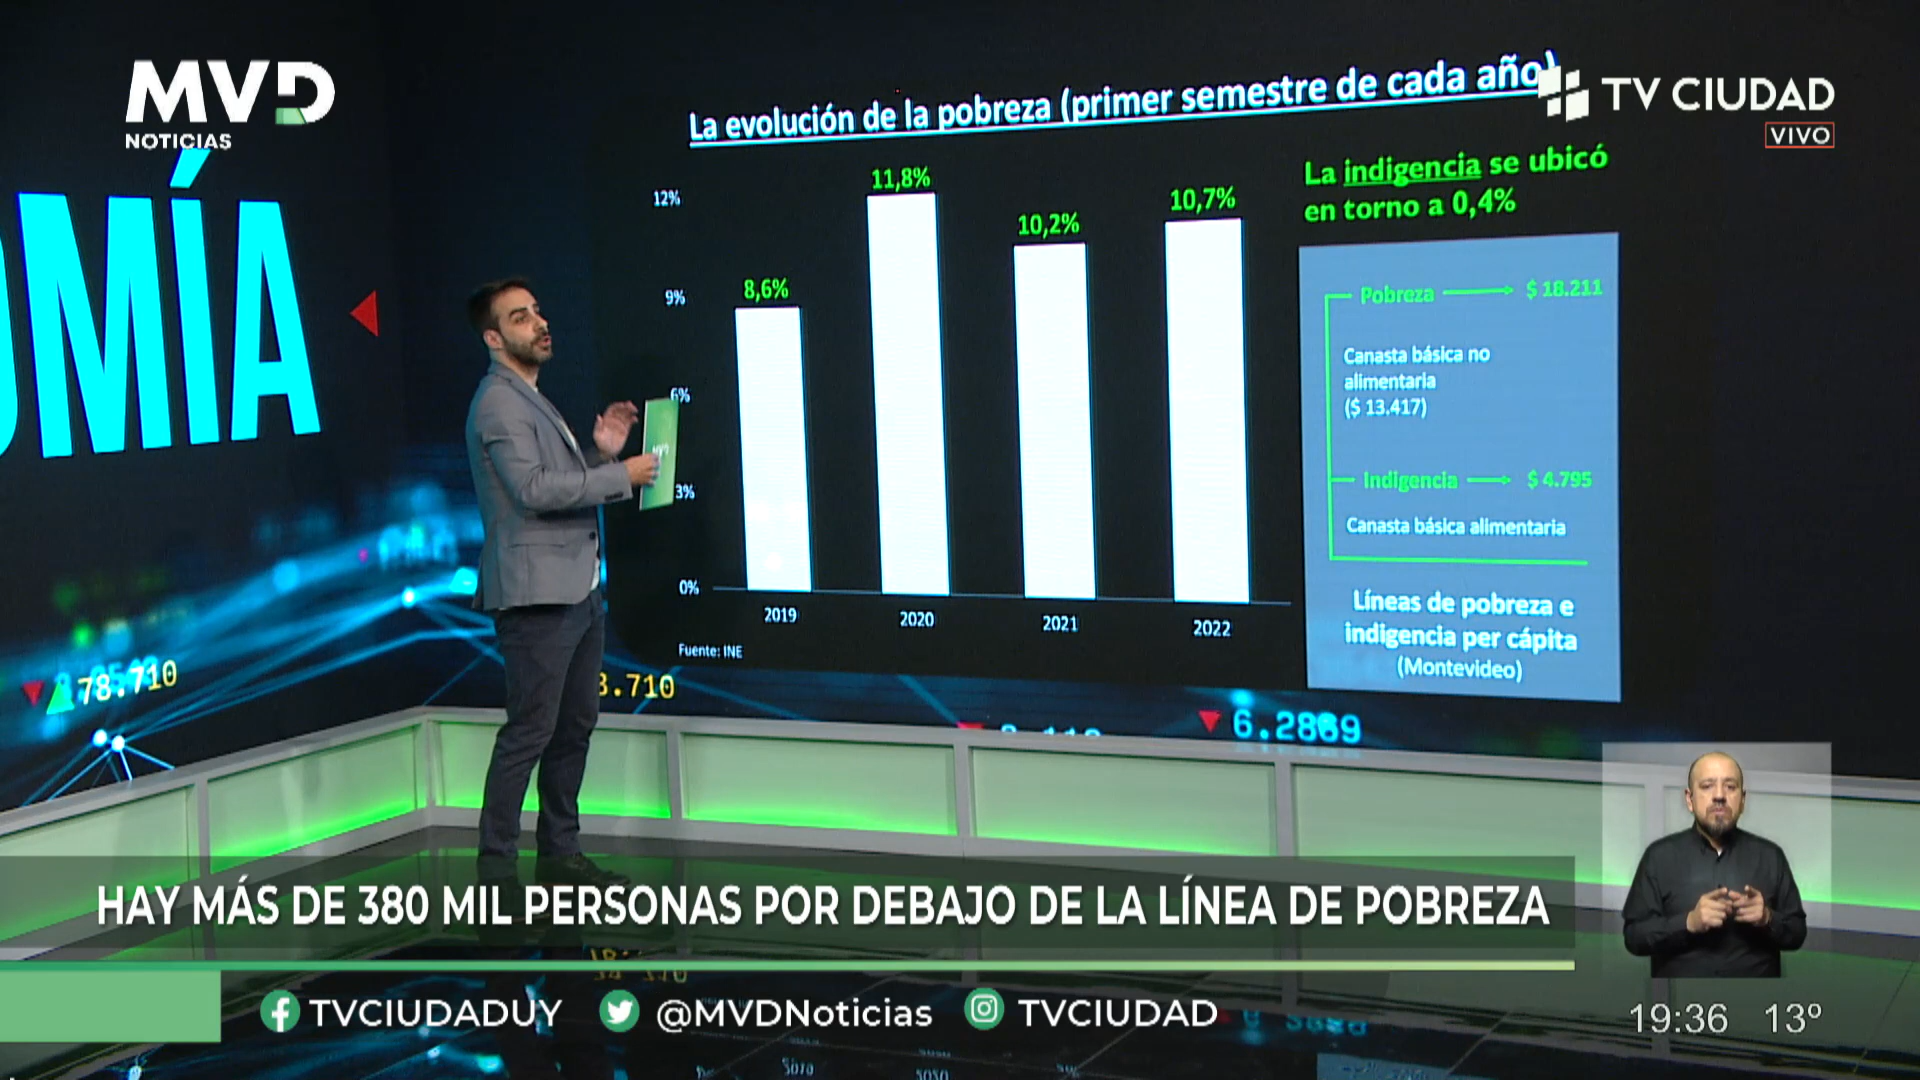 MVD
NOTICIAS
TV CIUDAD
VIVO
OMÍA
La evolución de la pobreza (primer semestre de cada año)
La indigencia se ubicó
en torno a 0,4%
12%
9%
6%
3%
0%
8,6%
11,8%
10,2%
10,7%
2019
2020
2021
2022
Fuente: INE
Pobreza $ 18.211
Canasta básica no
alimentaria
($ 13.417)
Indigencia $ 4.795
Canasta básica alimentaria
Líneas de pobreza e
indigencia per cápita
(Montevideo)
78.710
3.710
6.2869
HAY MÁS DE 380 MIL PERSONAS POR DEBAJO DE LA LÍNEA DE POBREZA
TVCIUDADUY
@MVDNoticias
TVCIUDAD
19:36 13º